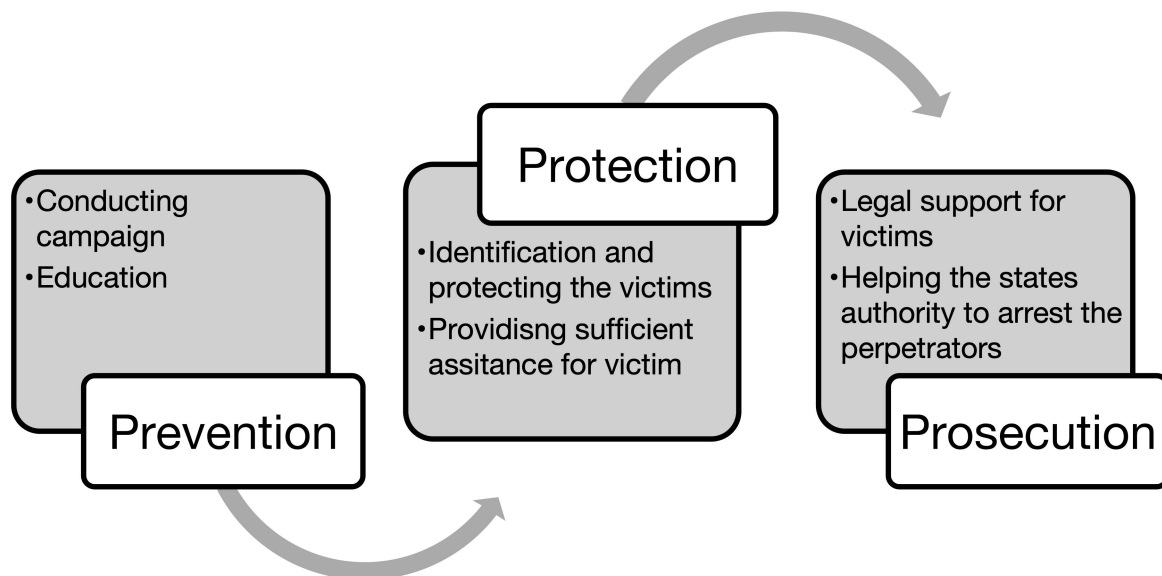 •Conducting
campaign
•Education
Prevention
Protection
•Identification and
protecting the victims
•Providisng sufficient
assitance for victim
•Legal support for
victims
•Helping the states
authority to arrest the
perpetrators
Prosecution